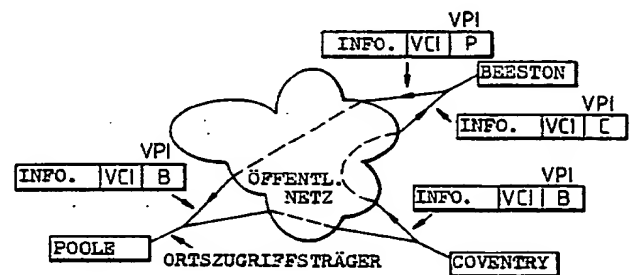 VPI
INFO. VCI P
BEESTON
VPI
INFO. VCI C
VPI
INFO. VCI B
ÖFFENTL.
NETZ
VPI
INFO. VCI B
POOLE
ORTSZUGRIFFSTRÄGER
COVENTRY